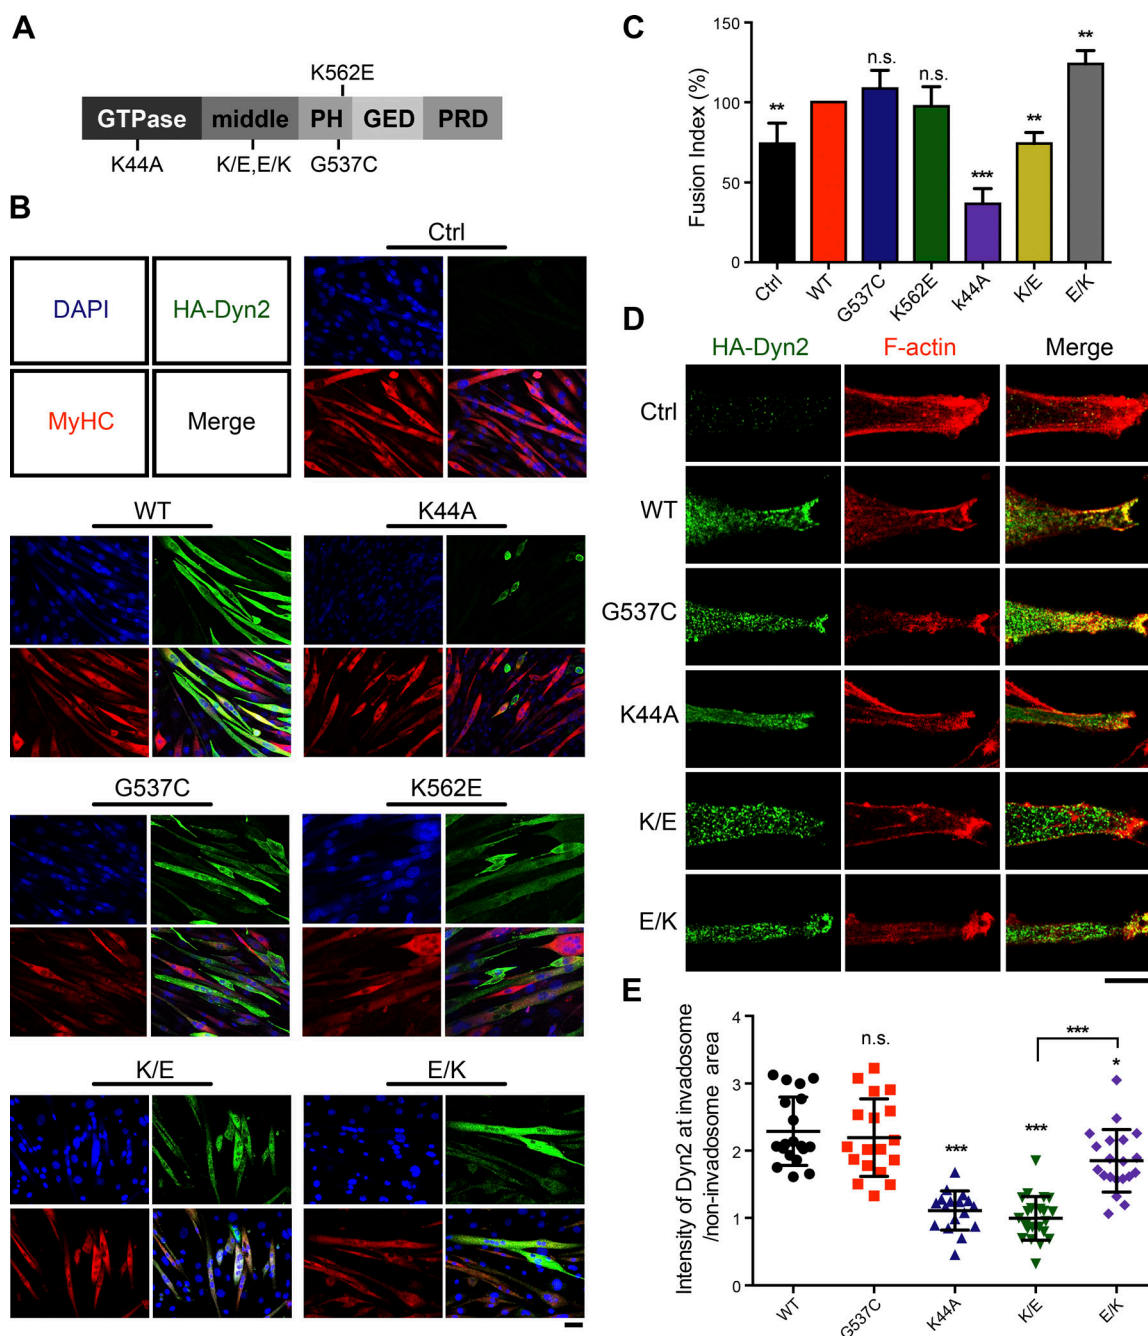 A
K562E
GTPase middle PH GED PRD
K44A K/E,E/K G537C
B
Ctrl
DAPI HA-Dyn2
MyHC Merge
WT K44A
G537C K562E
K/E E/K
C
Fusion Index (%)
150
100
50
0
** n.s. n.s. *** ** **
Ctrl WT G537C K562E k44A K/E E/K
D
HA-Dyn2 F-actin Merge
Ctrl
WT
G537C
K44A
K/E
E/K
E
Intensity of Dyn2 at invadosome
/non-invadosome area
4
3
2
1
0
n.s. *** *** *** *
WT G537C K44A K/E E/K